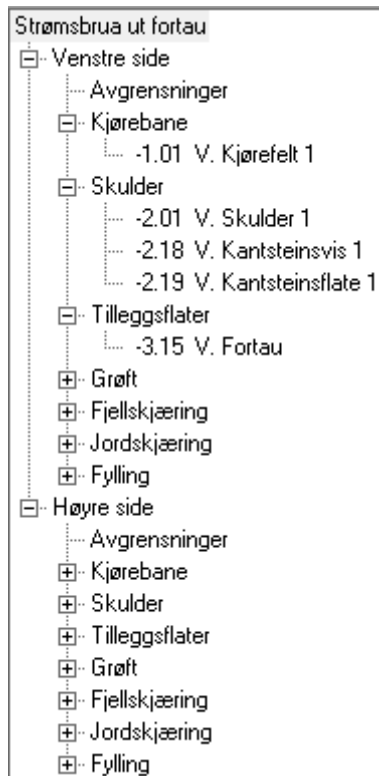 Strømsbrua ut fortau
Venstre side
Avgrensninger
Kjørebane
-1.01 V. Kjørefelt 1
Skulder
-2.01 V. Skulder 1
-2.18 V. Kantsteinsvis 1
-2.19 V. Kantsteinsflate 1
Tilleggsflater
-3.15 V. Fortau
Grøft
Fjellskjæring
Jordskjæring
Fylling
Høyre side
Avgrensninger
Kjørebane
Skulder
Tilleggsflater
Grøft
Fjellskjæring
Jordskjæring
Fylling